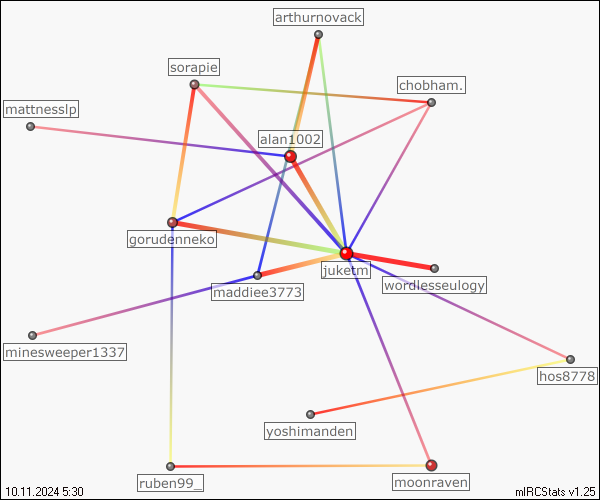 arthurnovack
sorapie
chobham.
mattnesslp
alan1002
gorudenneko
juketm
wordlesseulogy
maddiee3773
minesweeper1337
hos8778
yoshimanden
ruben99_
moonraven
10.11.2024 5:30
mIRCStats v1.25